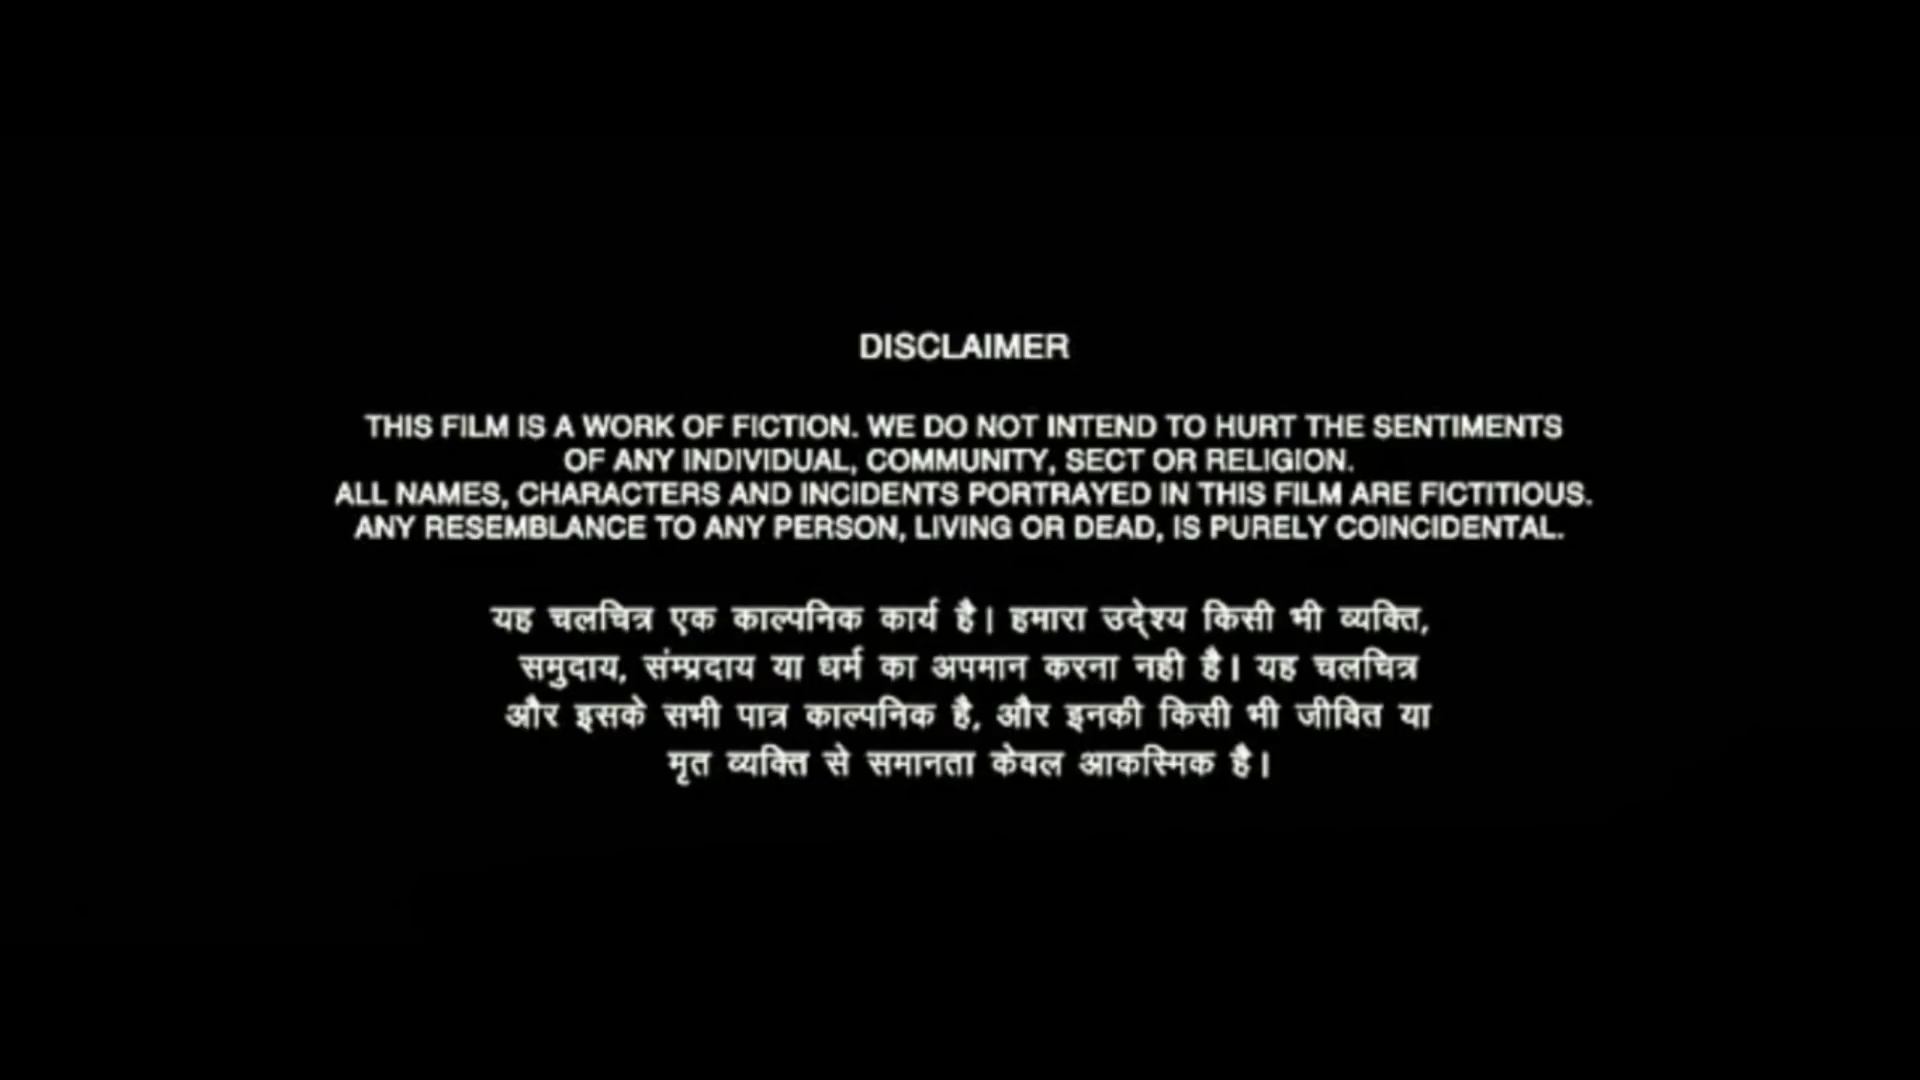 DISCLAIMER
THIS FILM IS A WORK OF FICTION. WE DO NOT INTEND TO HURT THE SENTIMENTS
OF ANY INDIVIDUAL, COMMUNITY, SECT OR RELIGION.
ALL NAMES, CHARACTERS AND INCIDENTS PORTRAYED IN THIS FILM ARE FICTITIOUS.
ANY RESEMBLANCE TO ANY PERSON, LIVING OR DEAD, IS PURELY COINCIDENTAL.
यह चलचित्र एक काल्पनिक कार्य है। हमारा उद्देश्य किसी भी व्यक्ति,
समुदाय, संम्प्रदाय या धर्म का अपमान करना नही है। यह चलचित्र
और इसके सभी पात्र काल्पनिक है, और इनकी किसी भी जीवित या
मृत व्यक्ति से समानता केवल आकस्मिक है।